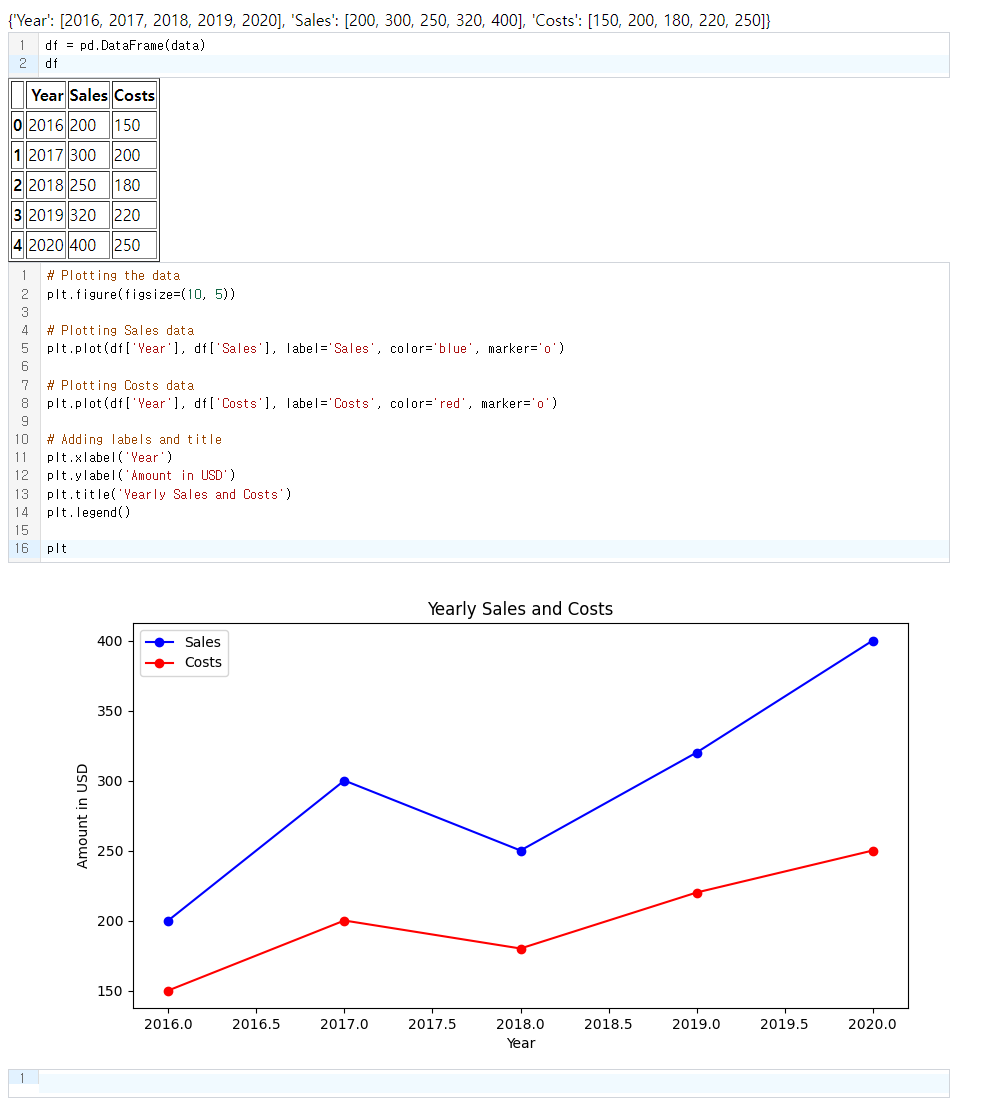 {'Year': [2016, 2017, 2018, 2019, 2020], 'Sales': [200, 300, 250, 320, 400], 'Costs': [150, 200, 180, 220, 250]}
1 df = pd.DataFrame(data)
2 df
Year Sales Costs
0 2016 200 150
1 2017 300 200
2 2018 250 180
3 2019 320 220
4 2020 400 250
1 # Plotting the data
2 plt.figure(figsize=(10, 5))
3
4 # Plotting Sales data
5 plt.plot(df['Year'], df['Sales'], label='Sales', color='blue', marker='o')
6
7 # Plotting Costs data
8 plt.plot(df['Year'], df['Costs'], label='Costs', color='red', marker='o')
9
10 # Adding labels and title
11 plt.xlabel('Year')
12 plt.ylabel('Amount in USD')
13 plt.title('Yearly Sales and Costs')
14 plt.legend()
15
16 plt
Yearly Sales and Costs
Sales
Costs
400
350
300
250
200
150
Amount in USD
2016.0 2016.5 2017.0 2017.5 2018.0 2018.5 2019.0 2019.5 2020.0
Year
1